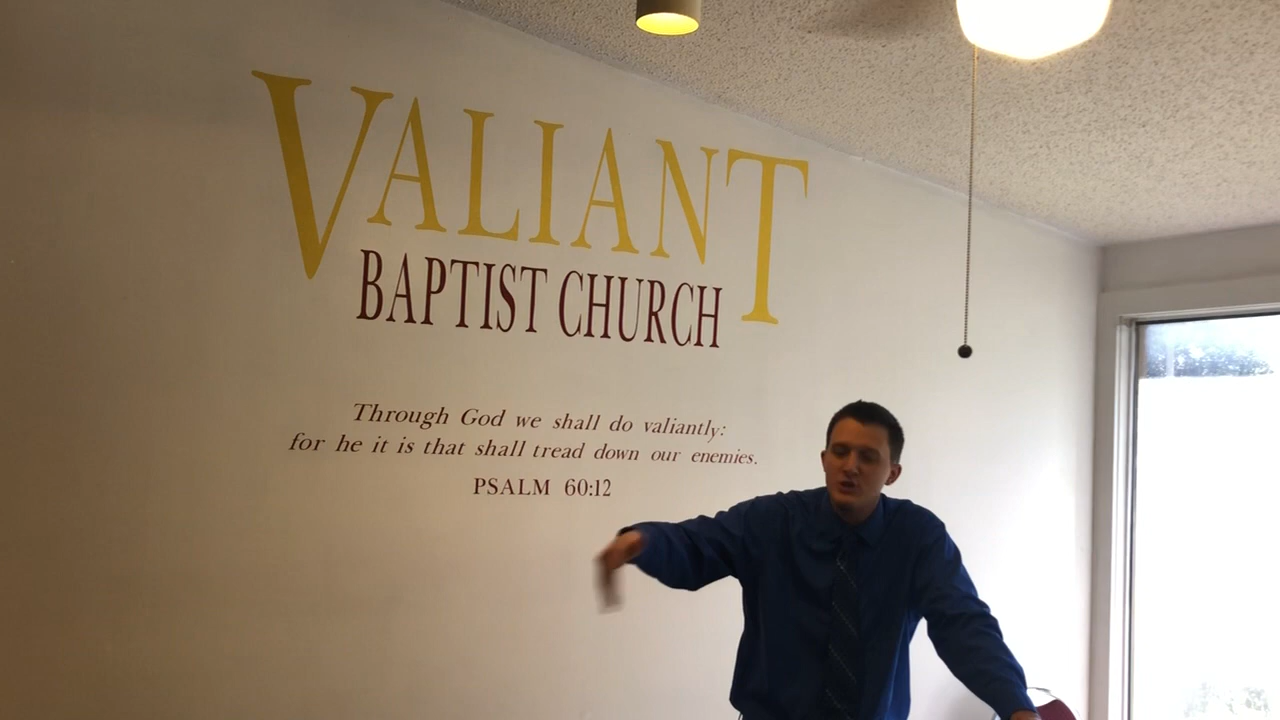 VALIANT
BAPTIST CHURCH
Through God we shall do valiantly:
for he it is that shall tread down our enemies.
PSALM 60:12